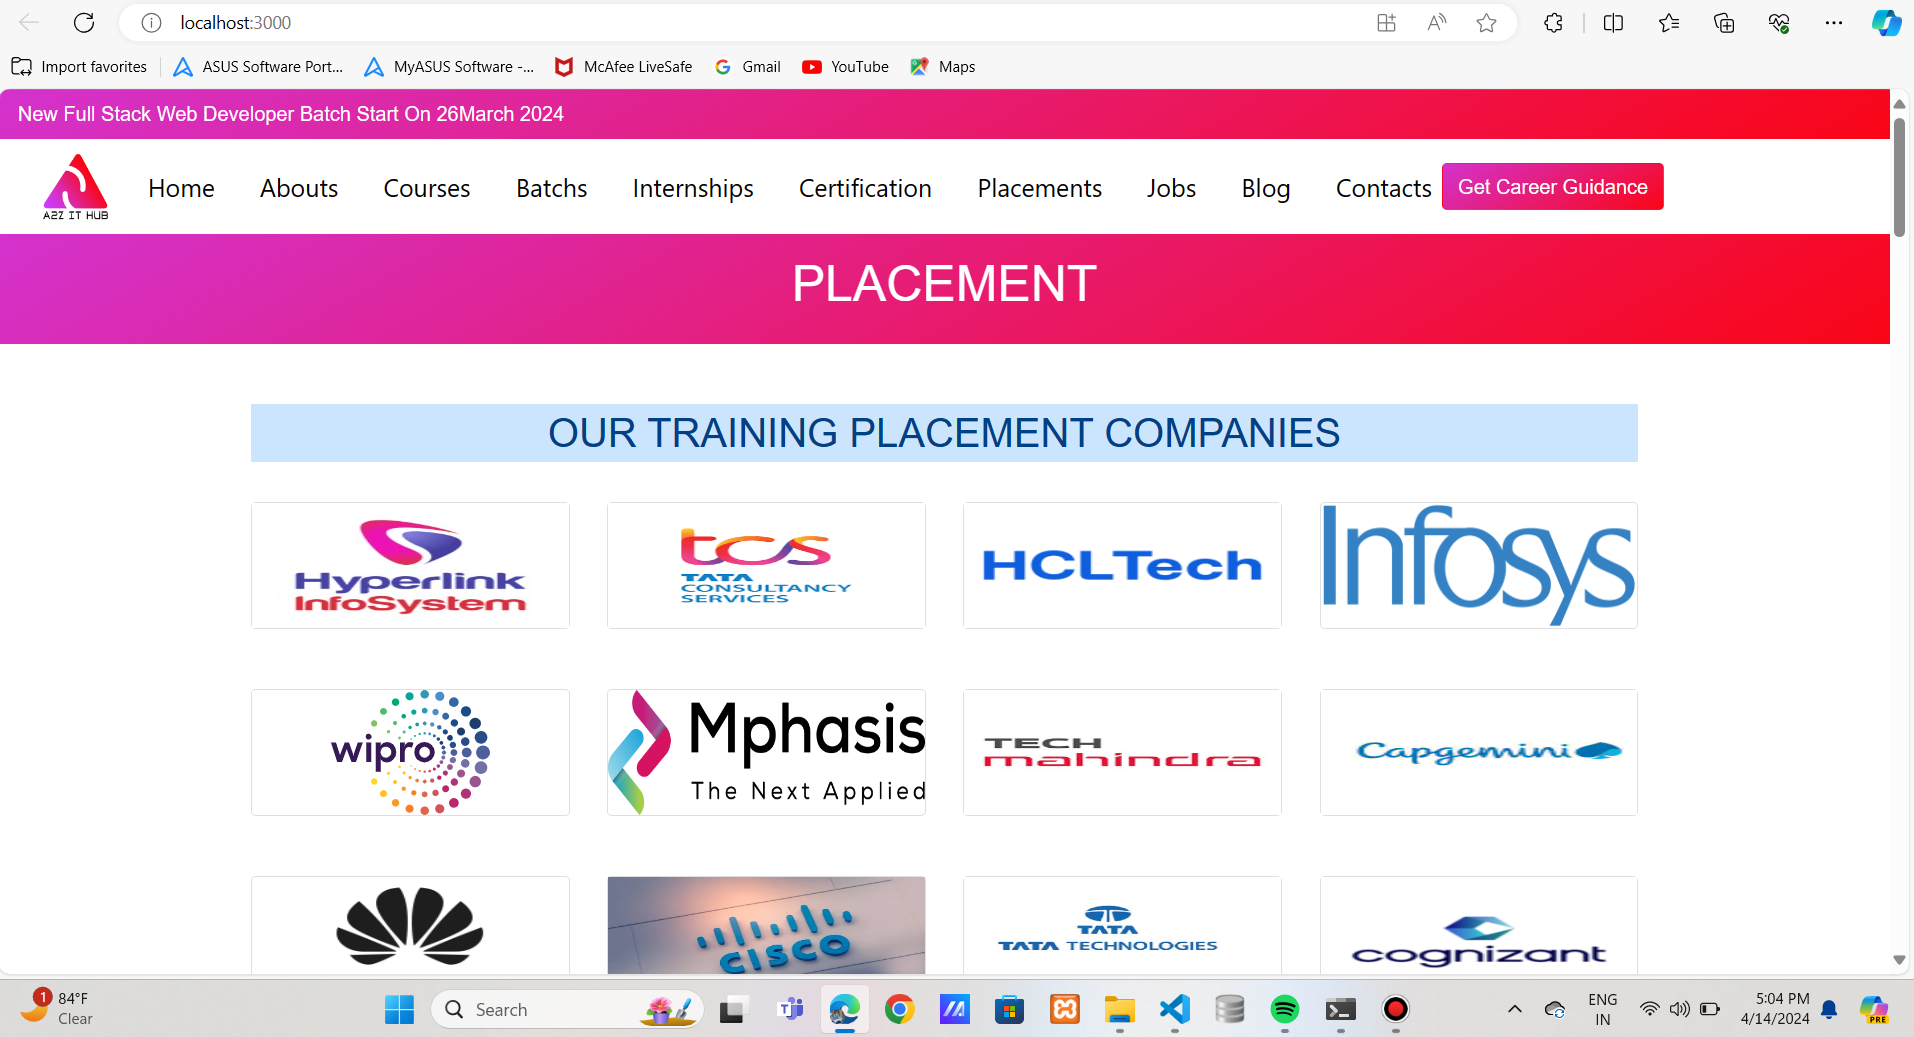 localhost:3000
Import favorites
ASUS Software Port...
MyASUS Software -...
McAfee LiveSafe
Gmail
YouTube
Maps
New Full Stack Web Developer Batch Start On 26March 2024
A2Z IT HUB
Home
Abouts
Courses
Batchs
Internships
Certification
Placements
Jobs
Blog
Contacts
Get Career Guidance
PLACEMENT
OUR TRAINING PLACEMENT COMPANIES
Hyperlink
InfoSystem
tcs
TATA
CONSULTANCY
SERVICES
HCLTech
Infosys
wipro
Mphasis
The Next Applied
TECH
mahindra
Capgemini
CISCO
TATA
TATA TECHNOLOGIES
cognizant
1
84°F
Clear
Search
ENG
IN
5:04 PM
4/14/2024
PRE